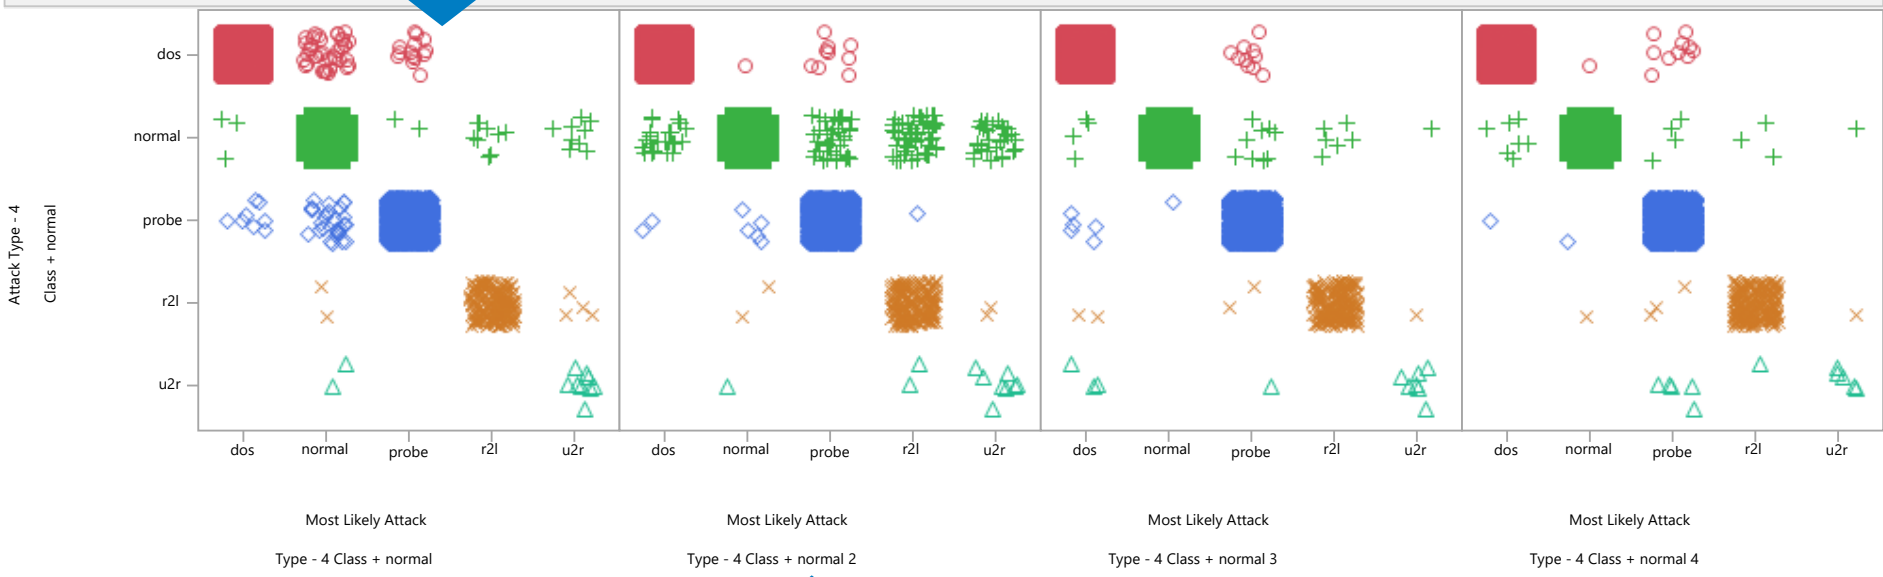 dos
normal
probe
r2l
u2r
Attack Type - 4
Class + normal
dos normal probe r2l u2r dos normal probe r2l u2r dos normal probe r2l u2r dos normal probe r2l u2r
Most Likely Attack Most Likely Attack Most Likely Attack Most Likely Attack
Type - 4 Class + normal Type - 4 Class + normal 2 Type - 4 Class + normal 3 Type - 4 Class + normal 4